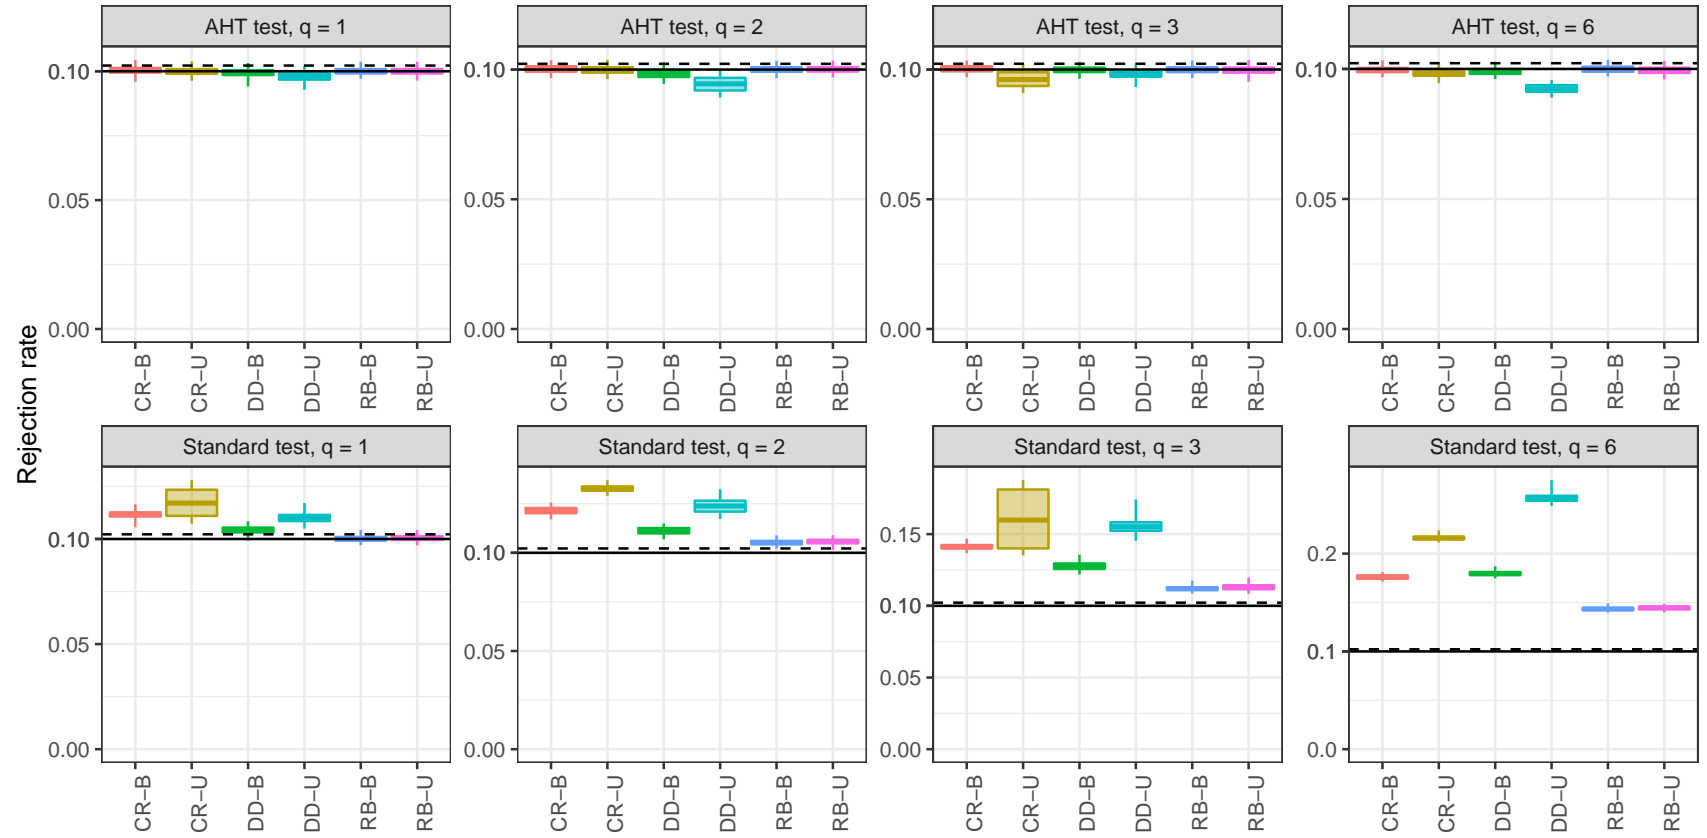 Rejection rate
AHT test, q = 1
0.10
0.05
0.00
CR−B
CR−U
DD−B
DD−U
RB−B
RB−U
AHT test, q = 2
0.10
0.05
0.00
CR−B
CR−U
DD−B
DD−U
RB−B
RB−U
AHT test, q = 3
0.10
0.05
0.00
CR−B
CR−U
DD−B
DD−U
RB−B
RB−U
AHT test, q = 6
0.10
0.05
0.00
CR−B
CR−U
DD−B
DD−U
RB−B
RB−U
Standard test, q = 1
0.10
0.05
0.00
CR−B
CR−U
DD−B
DD−U
RB−B
RB−U
Standard test, q = 2
0.10
0.05
0.00
CR−B
CR−U
DD−B
DD−U
RB−B
RB−U
Standard test, q = 3
0.15
0.10
0.05
0.00
CR−B
CR−U
DD−B
DD−U
RB−B
RB−U
Standard test, q = 6
0.2
0.1
0.0
CR−B
CR−U
DD−B
DD−U
RB−B
RB−U